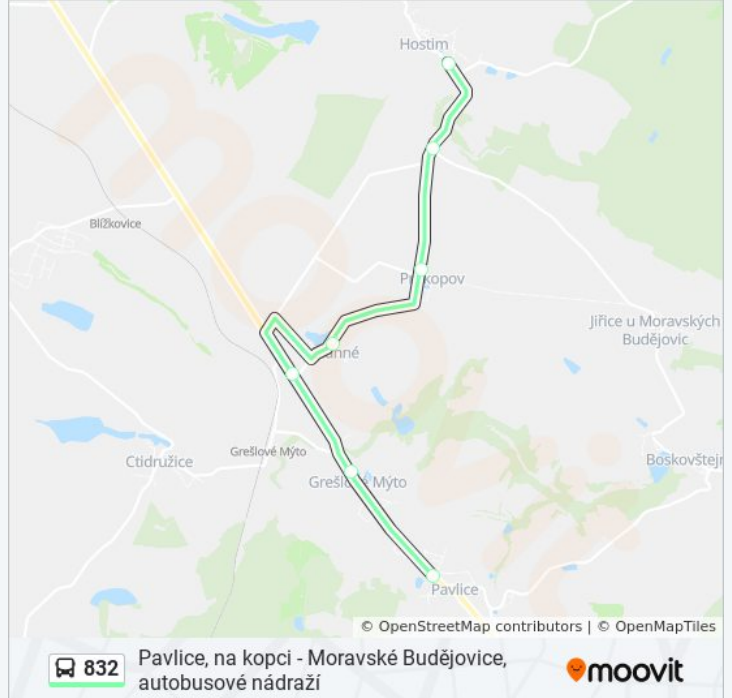 Hostim
Blížkovice
Prokopov
Jiřice u Moravských
Budějovic
Ctidružice
Grešlové Mýto
Boskovštejn
Grešlové Mýto
Pavlice
© OpenStreetMap contributors | © OpenMapTiles
832
Pavlice, na kopci - Moravské Budějovice,
autobusové nádraží
moovit